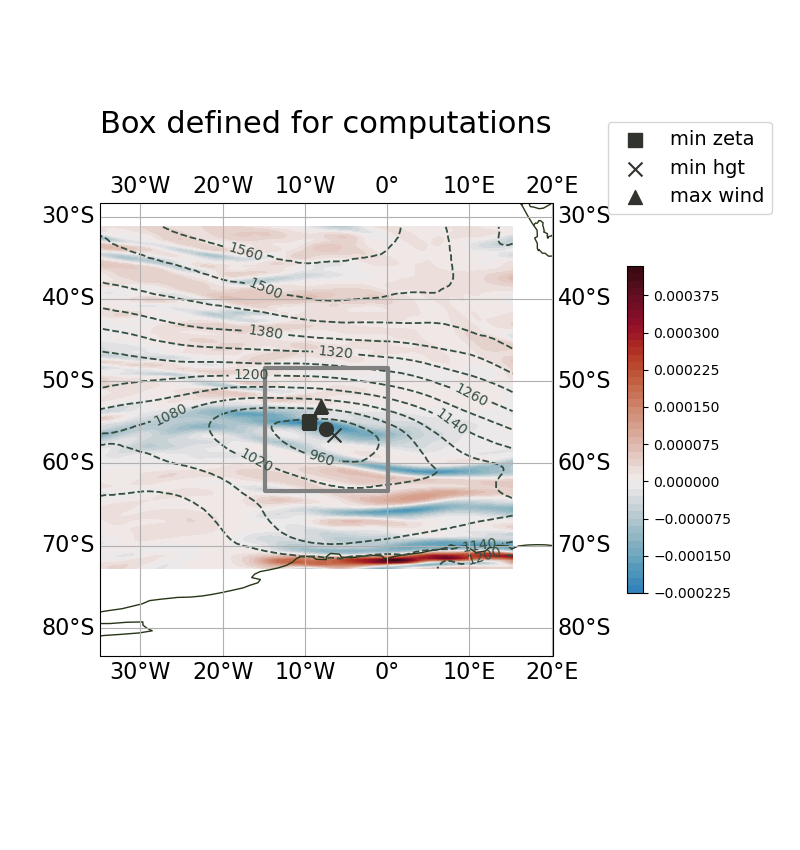 Box defined for computations
min zeta
min hgt
max wind
30°W 20°W 10°W 0° 10°E 20°E
30°S 30°S
40°S 40°S
50°S 50°S
60°S 60°S
70°S 70°S
80°S 80°S
30°W 20°W 10°W 0° 10°E 20°E
1560
1500
1380
1320
1200
1260
1080
1140
1020
960
1140
1200
0.000375
0.000300
0.000225
0.000150
0.000075
0.000000
−0.000075
−0.000150
−0.000225